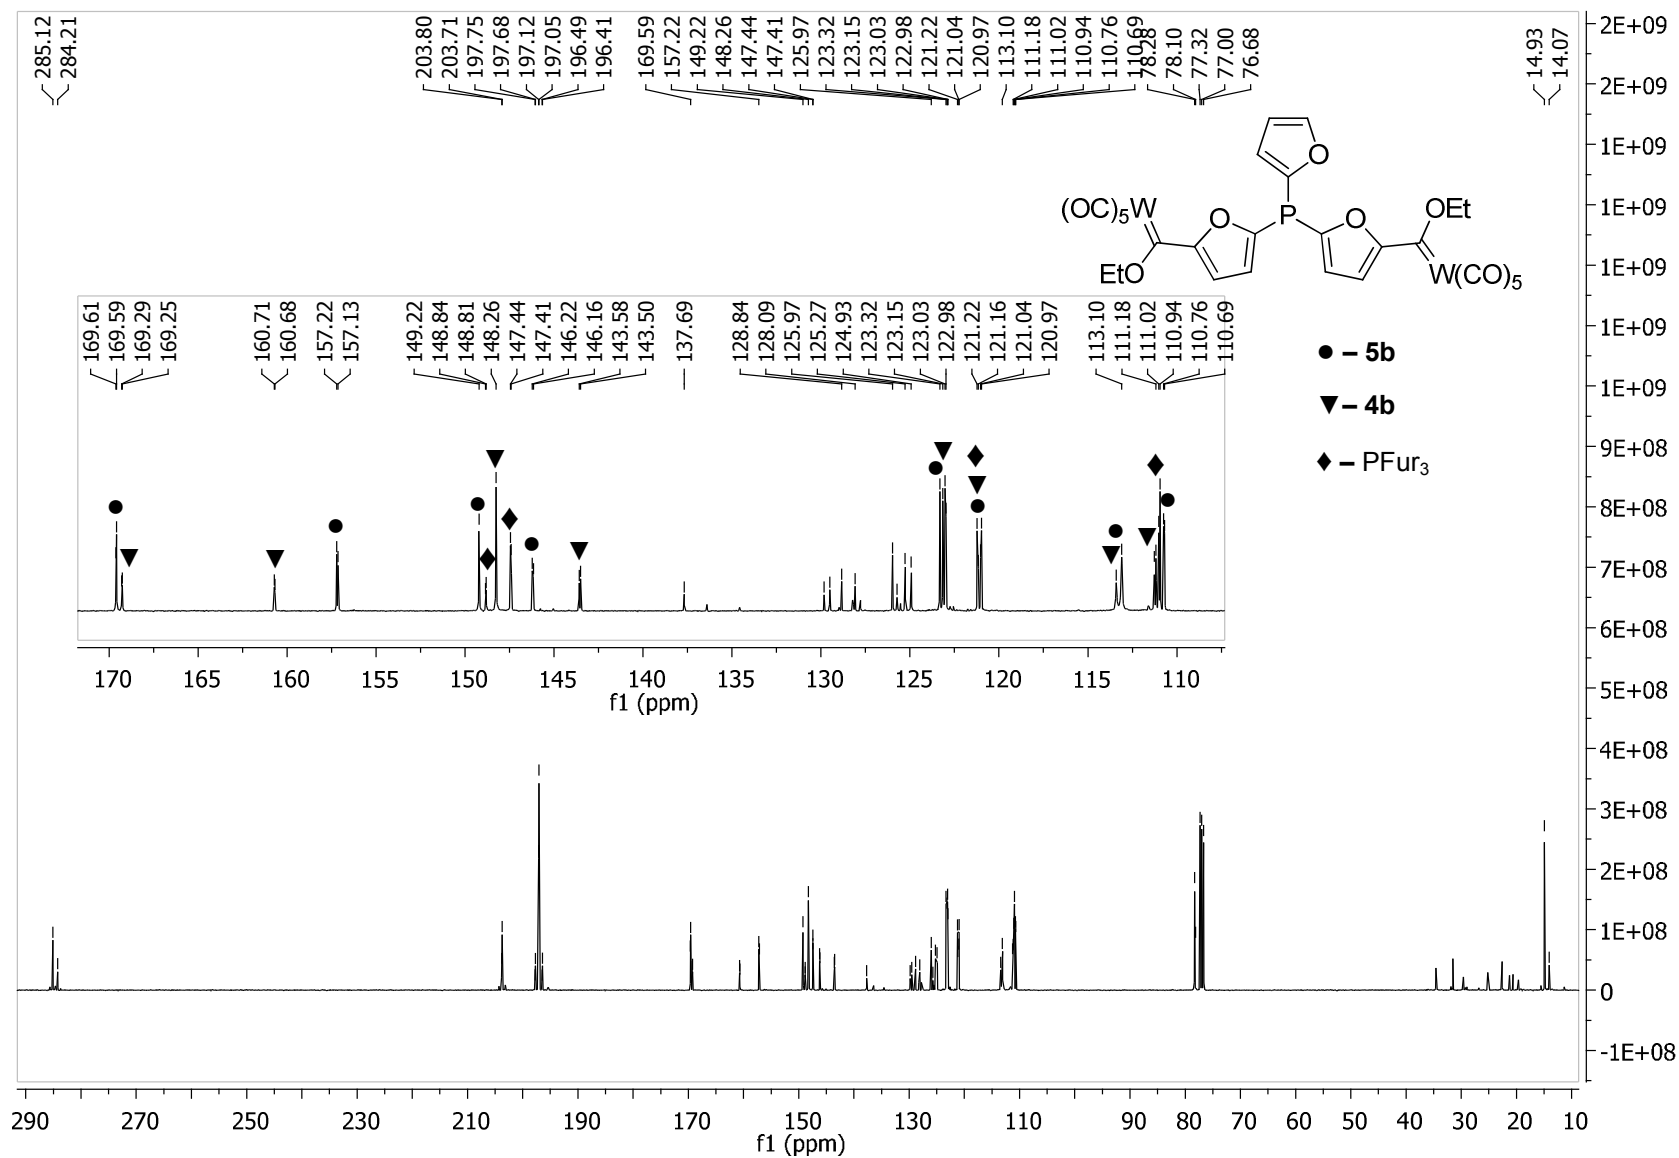 285.12
284.21
203.80
203.71
197.75
197.68
197.12
197.05
196.49
196.41
169.59
157.22
149.22
148.26
147.44
147.41
125.97
123.32
123.15
123.03
122.98
121.22
121.04
120.97
113.10
111.18
111.02
110.94
110.76
110.69
78.28
78.10
77.32
77.00
76.68
14.93
14.07
2E+09
2E+09
1E+09
1E+09
1E+09
1E+09
1E+09
9E+08
8E+08
7E+08
6E+08
5E+08
4E+08
3E+08
2E+08
1E+08
0
-1E+08
O
(OC)5W
O
P
O
OEt
EtO
W(CO)5
● – 5b
▼ – 4b
♦ – PFur3
169.61
169.59
169.29
169.25
160.71
160.68
157.22
157.13
149.22
148.84
148.81
148.26
147.44
147.41
146.22
146.16
143.58
143.50
137.69
128.84
128.09
125.97
125.27
124.93
123.32
123.15
123.03
122.98
121.22
121.16
121.04
120.97
113.10
111.18
111.02
110.94
110.76
110.69
170 165 160 155 150 145 140 135 130 125 120 115 110
f1 (ppm)
290 270 250 230 210 190 170 150 130 110 90 80 70 60 50 40 30 20 10
f1 (ppm)